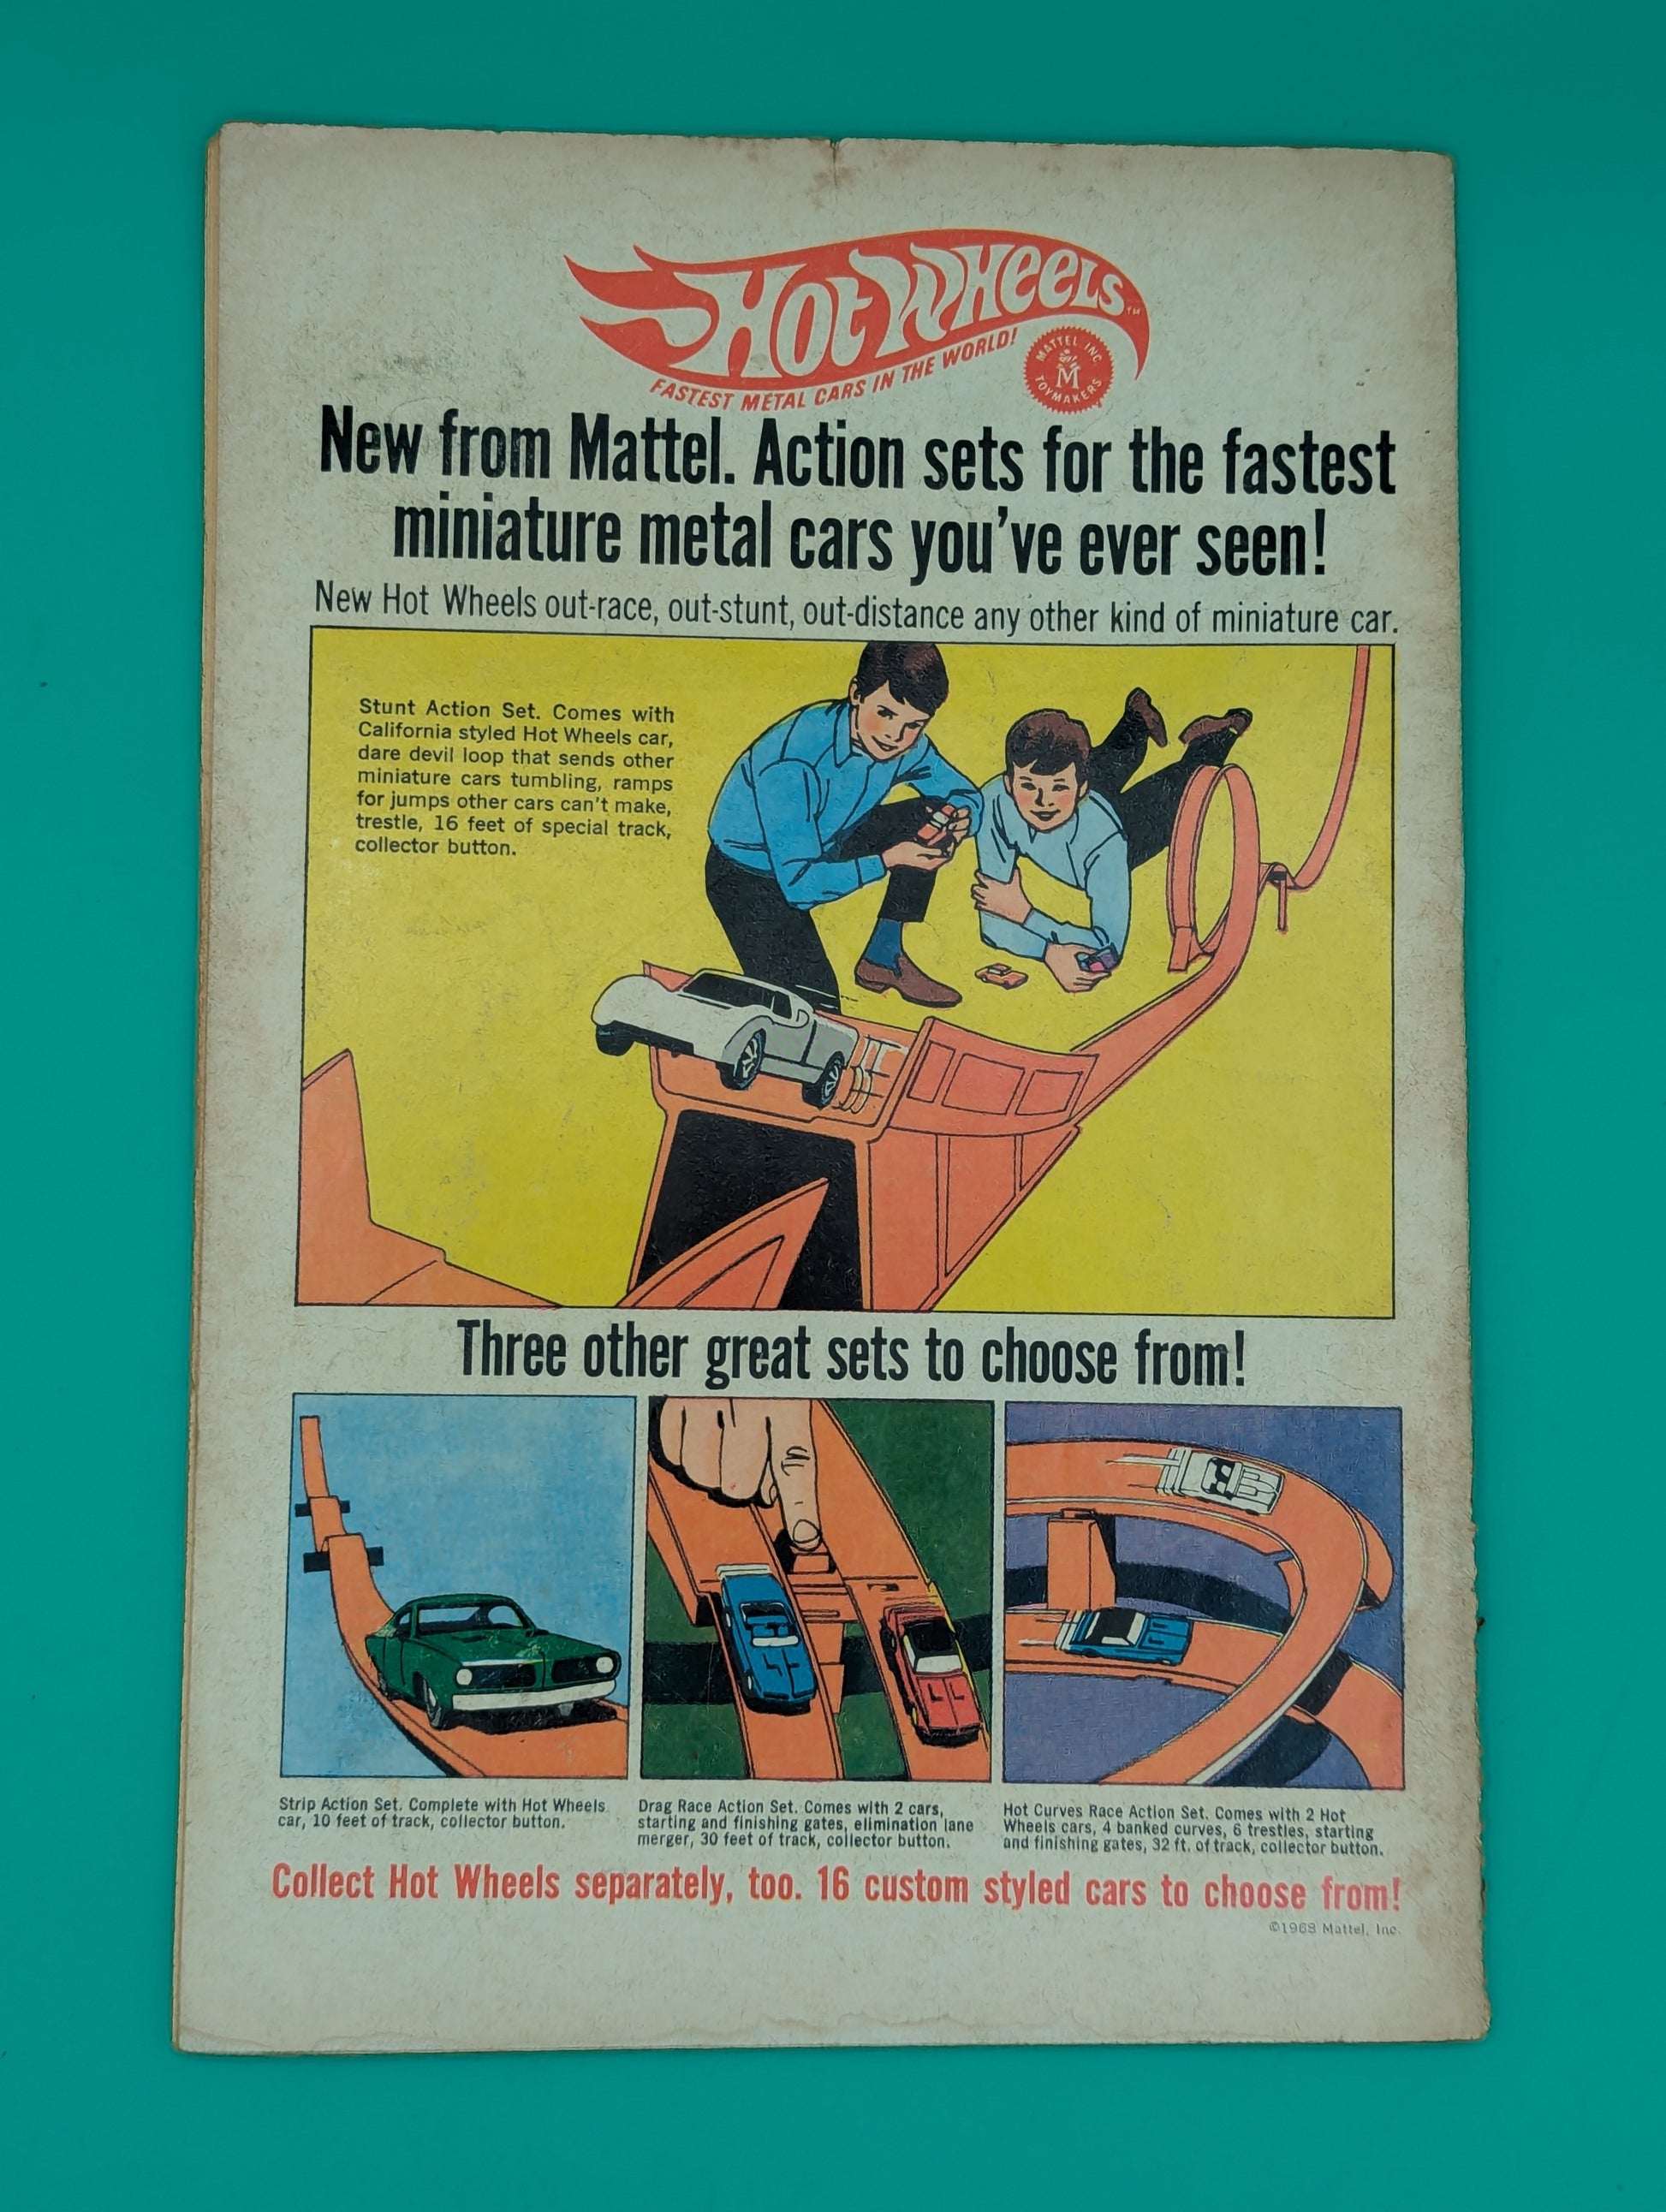 Hot Wheels™
FASTEST METAL CARS IN THE WORLD!
MATTEL, INC.
M
TOYMAKERS
New from Mattel. Action sets for the fastest
miniature metal cars you've ever seen!
New Hot Wheels out-race, out-stunt, out-distance any other kind of miniature car.
Stunt Action Set. Comes with
California styled Hot Wheels car,
dare devil loop that sends other
miniature cars tumbling, ramps
for jumps other cars can't make,
trestle, 16 feet of special track,
collector button.
Three other great sets to choose from!
Strip Action Set. Complete with Hot Wheels
car, 10 feet of track, collector button.
Drag Race Action Set. Comes with 2 cars,
starting and finishing gates, elimination lane
merger, 30 feet of track, collector button.
Hot Curves Race Action Set. Comes with 2 Hot
Wheels cars, 4 banked curves, 6 trestles, starting
and finishing gates, 32 ft. of track, collector button.
Collect Hot Wheels separately, too. 16 custom styled cars to choose from!
©1968 Mattel, Inc.